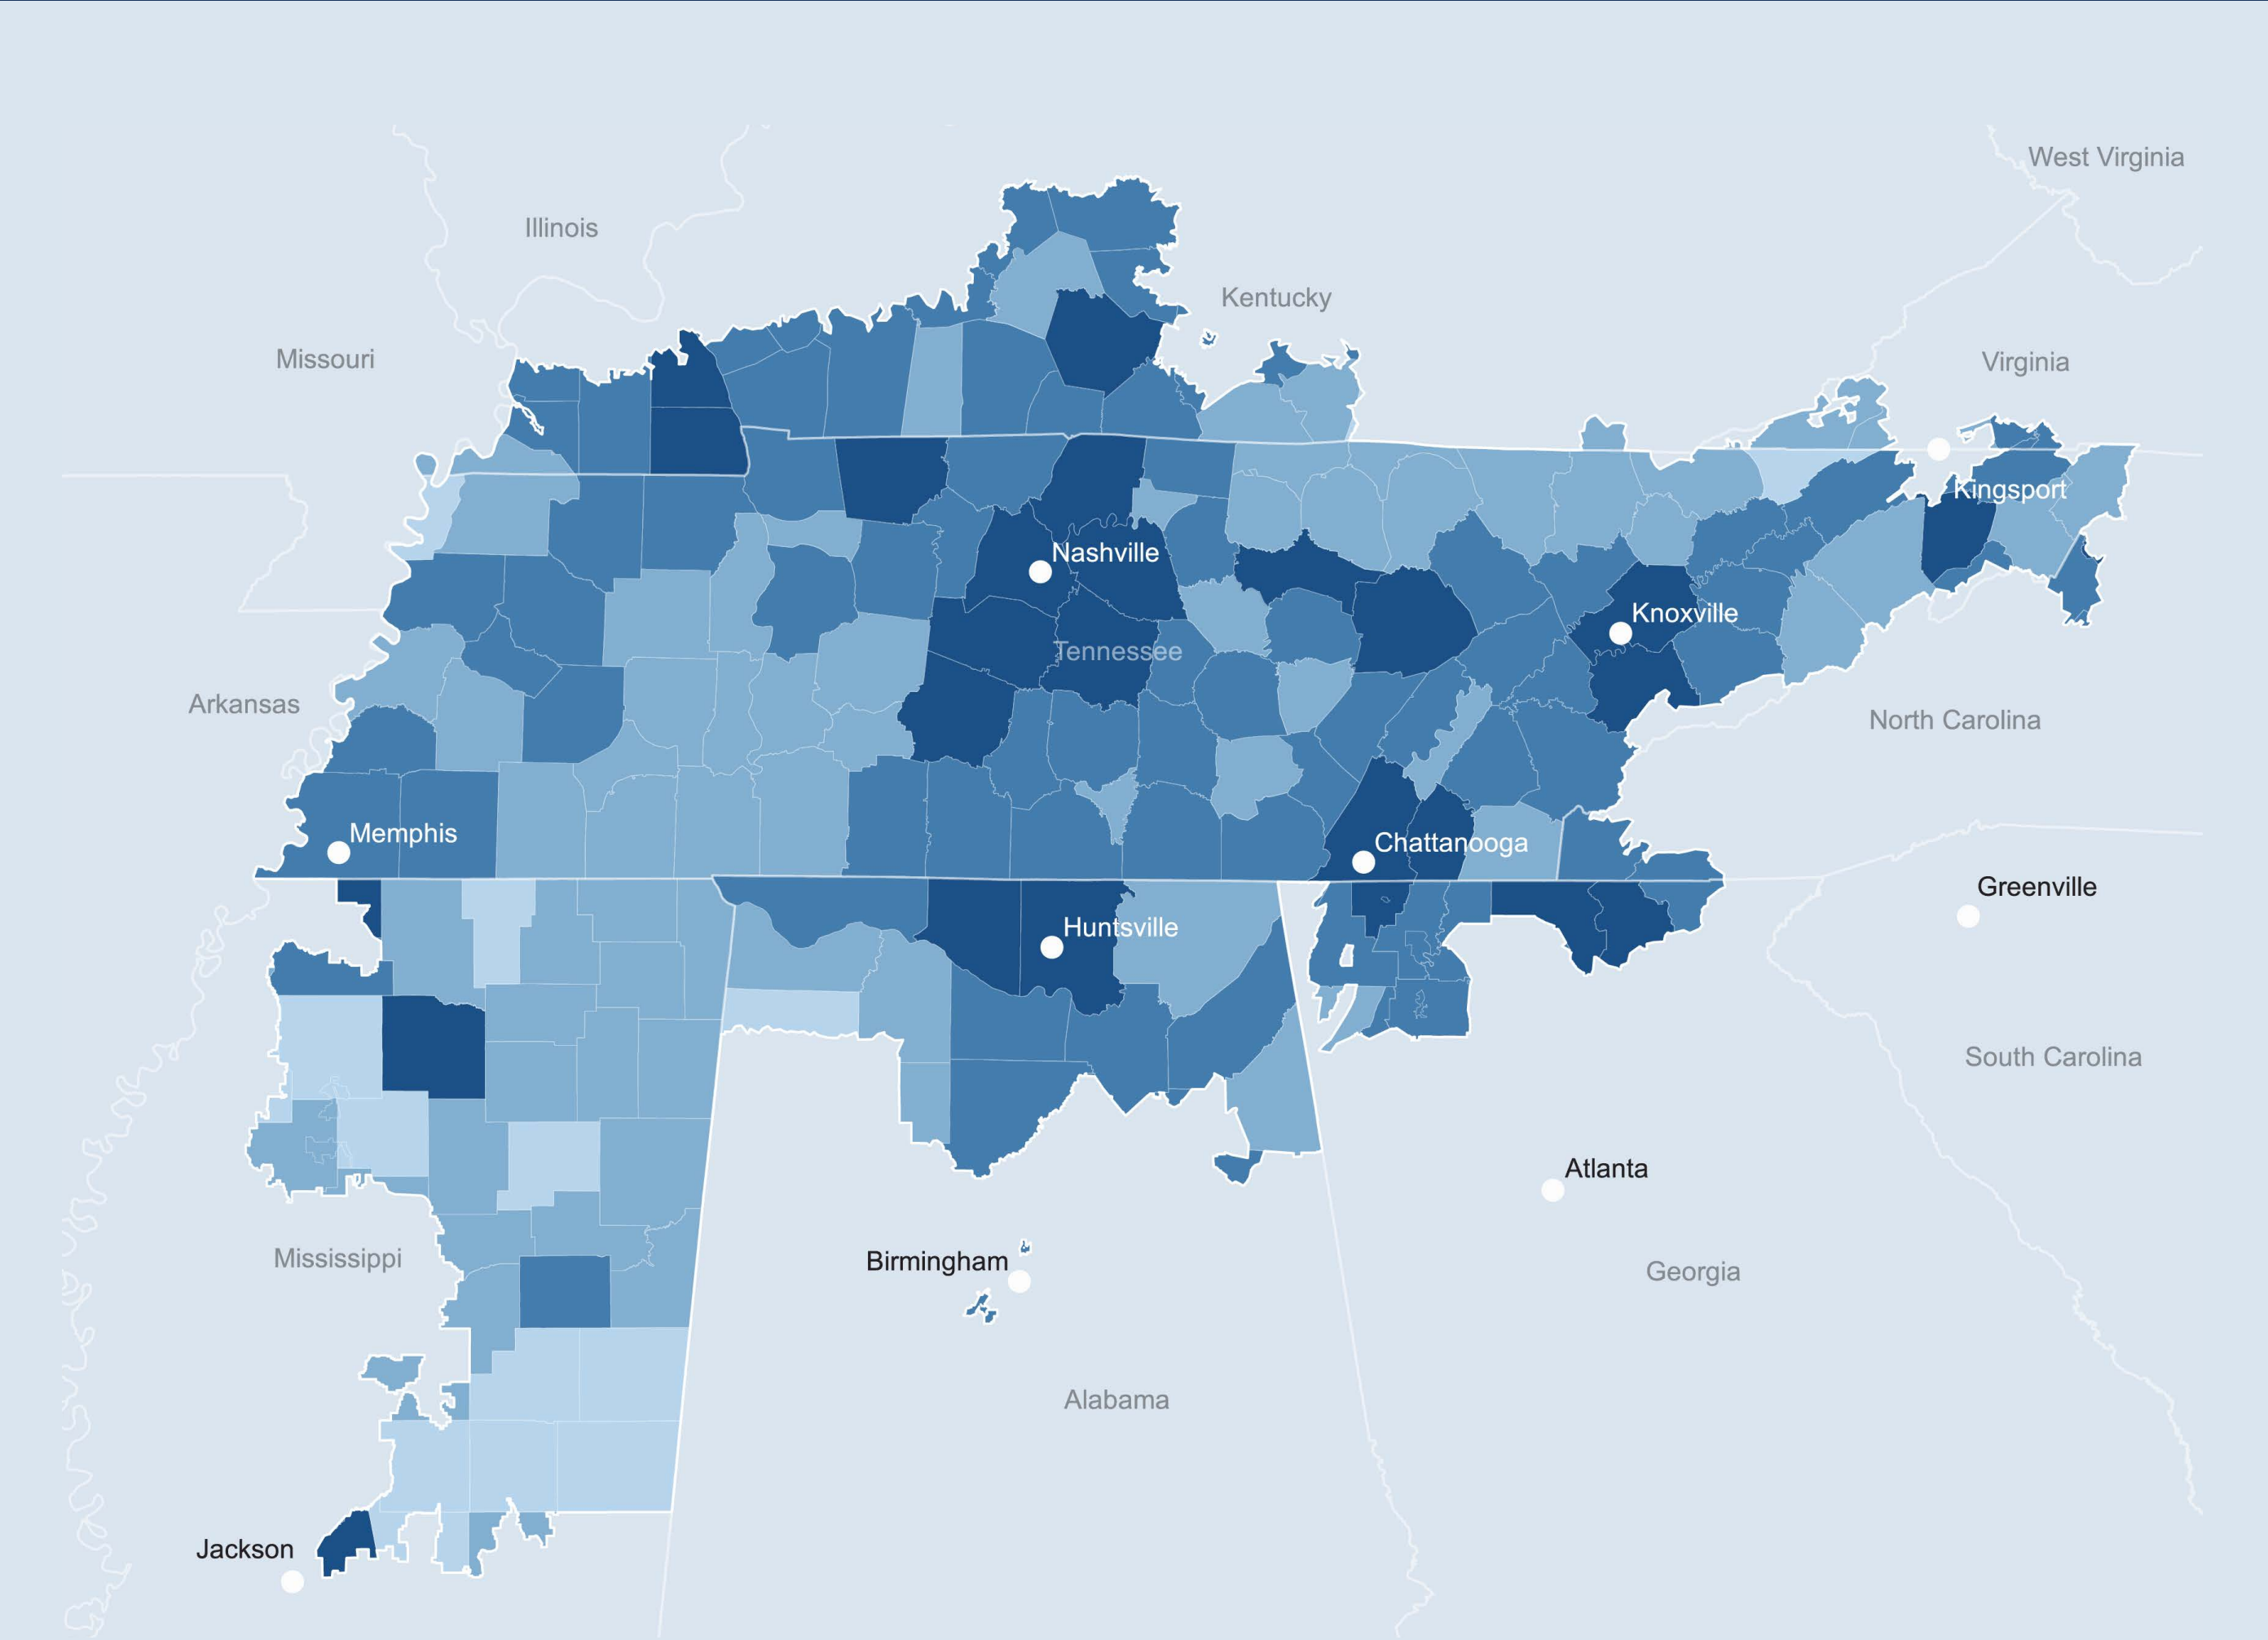 West Virginia
Illinois
Kentucky
Missouri
Virginia
Kingsport
Nashville
Knoxville
Tennessee
Arkansas
North Carolina
Memphis
Chattanooga
Greenville
Huntsville
South Carolina
Atlanta
Mississippi
Birmingham
Georgia
Alabama
Jackson